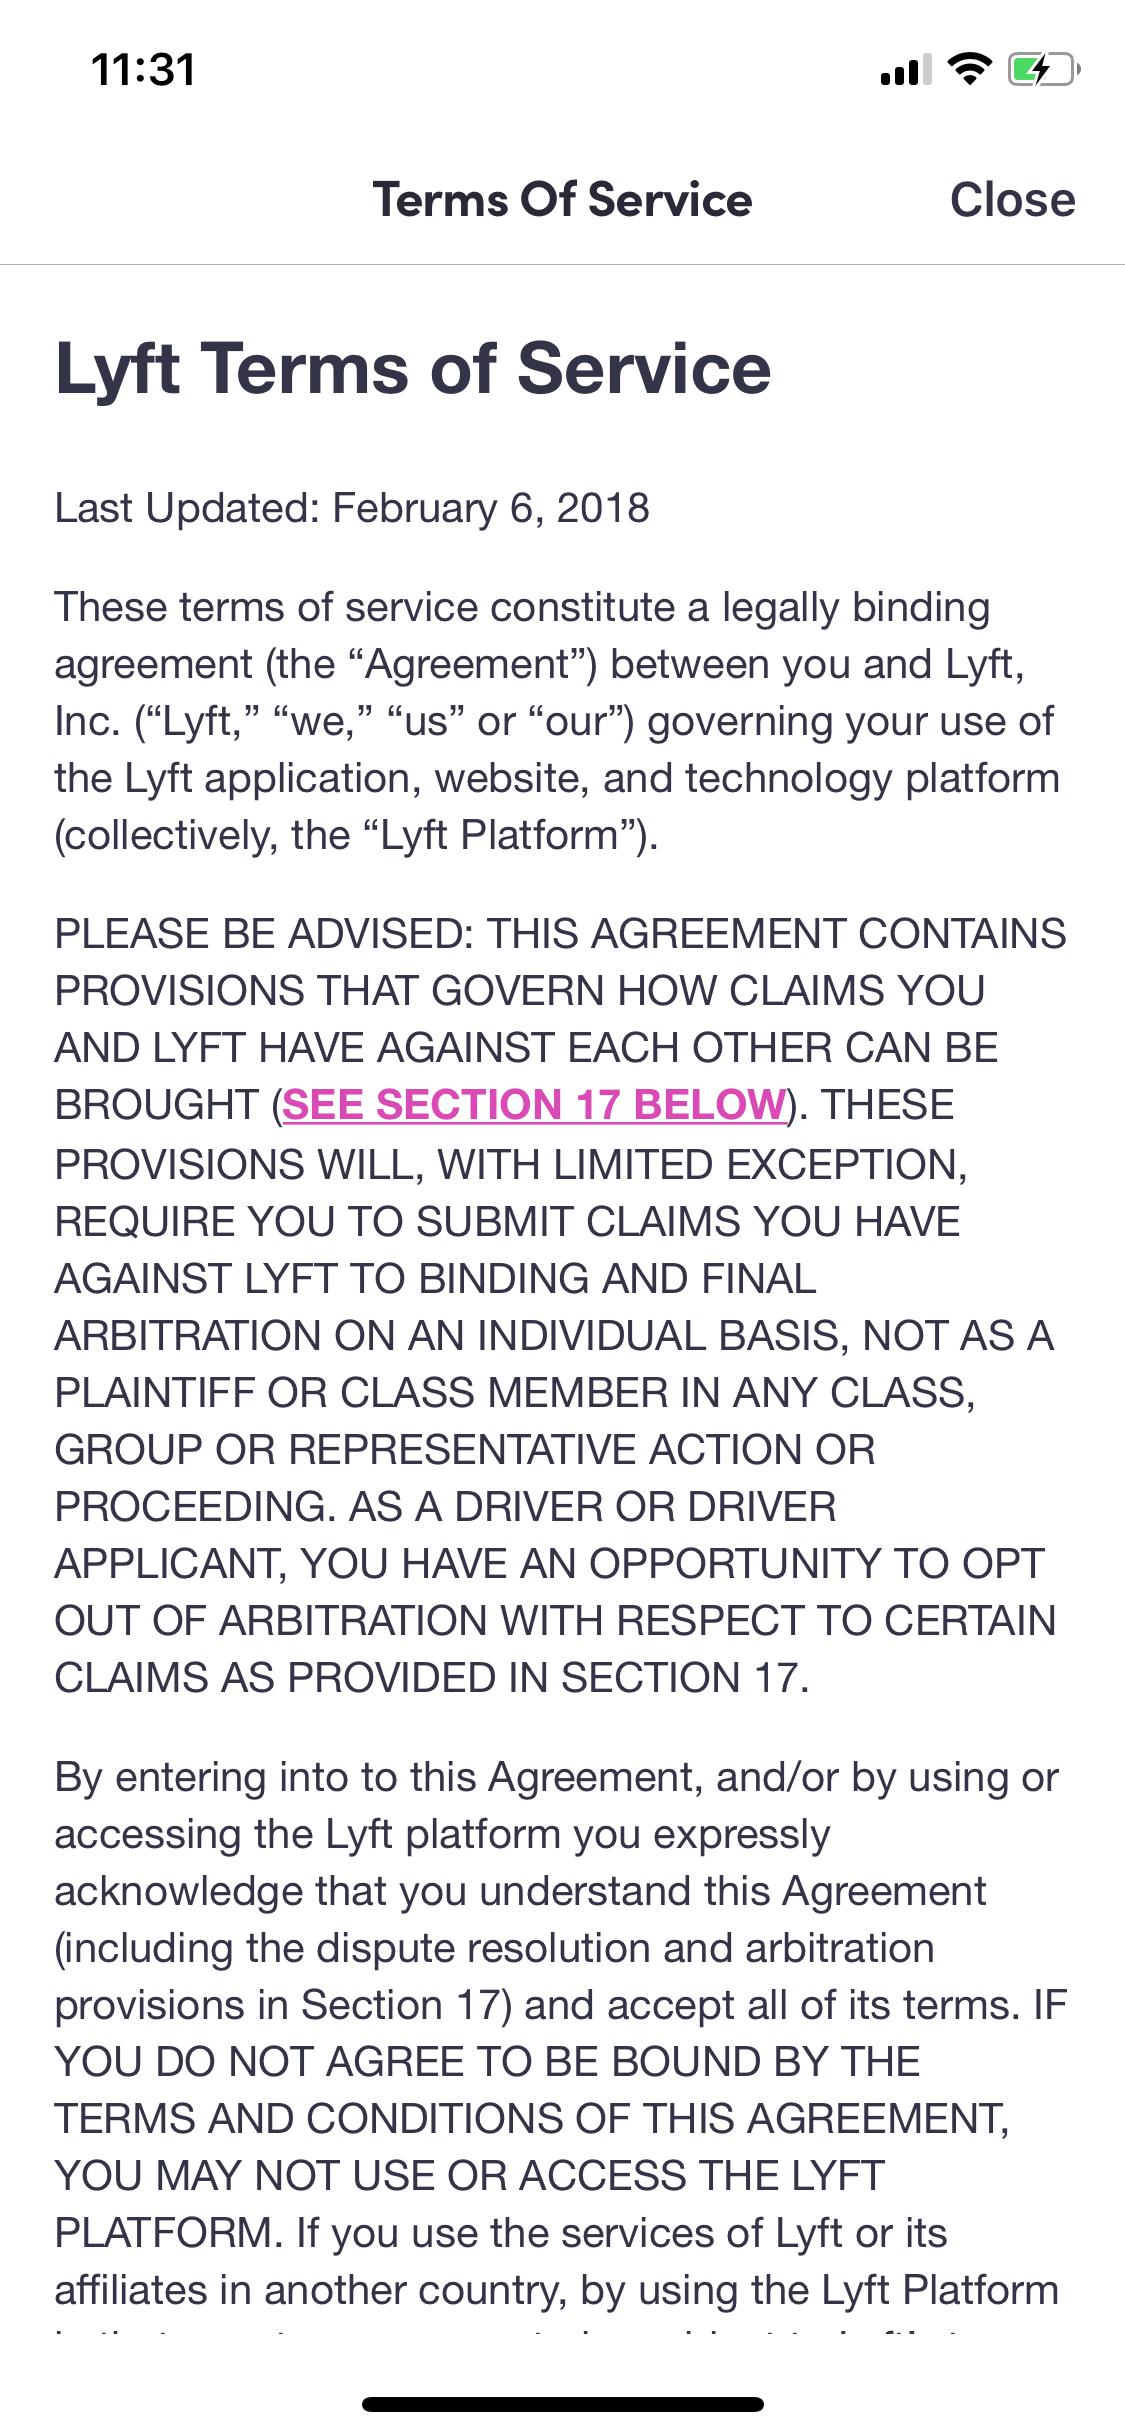 11:31
Terms Of Service
Close
Lyft Terms of Service
Last Updated: February 6, 2018
These terms of service constitute a legally binding
agreement (the “Agreement”) between you and Lyft,
Inc. (“Lyft,” “we,” “us” or “our”) governing your use of
the Lyft application, website, and technology platform
(collectively, the “Lyft Platform”).
PLEASE BE ADVISED: THIS AGREEMENT CONTAINS
PROVISIONS THAT GOVERN HOW CLAIMS YOU
AND LYFT HAVE AGAINST EACH OTHER CAN BE
BROUGHT (SEE SECTION 17 BELOW). THESE
PROVISIONS WILL, WITH LIMITED EXCEPTION,
REQUIRE YOU TO SUBMIT CLAIMS YOU HAVE
AGAINST LYFT TO BINDING AND FINAL
ARBITRATION ON AN INDIVIDUAL BASIS, NOT AS A
PLAINTIFF OR CLASS MEMBER IN ANY CLASS,
GROUP OR REPRESENTATIVE ACTION OR
PROCEEDING. AS A DRIVER OR DRIVER
APPLICANT, YOU HAVE AN OPPORTUNITY TO OPT
OUT OF ARBITRATION WITH RESPECT TO CERTAIN
CLAIMS AS PROVIDED IN SECTION 17.
By entering into to this Agreement, and/or by using or
accessing the Lyft platform you expressly
acknowledge that you understand this Agreement
(including the dispute resolution and arbitration
provisions in Section 17) and accept all of its terms. IF
YOU DO NOT AGREE TO BE BOUND BY THE
TERMS AND CONDITIONS OF THIS AGREEMENT,
YOU MAY NOT USE OR ACCESS THE LYFT
PLATFORM. If you use the services of Lyft or its
affiliates in another country, by using the Lyft Platform